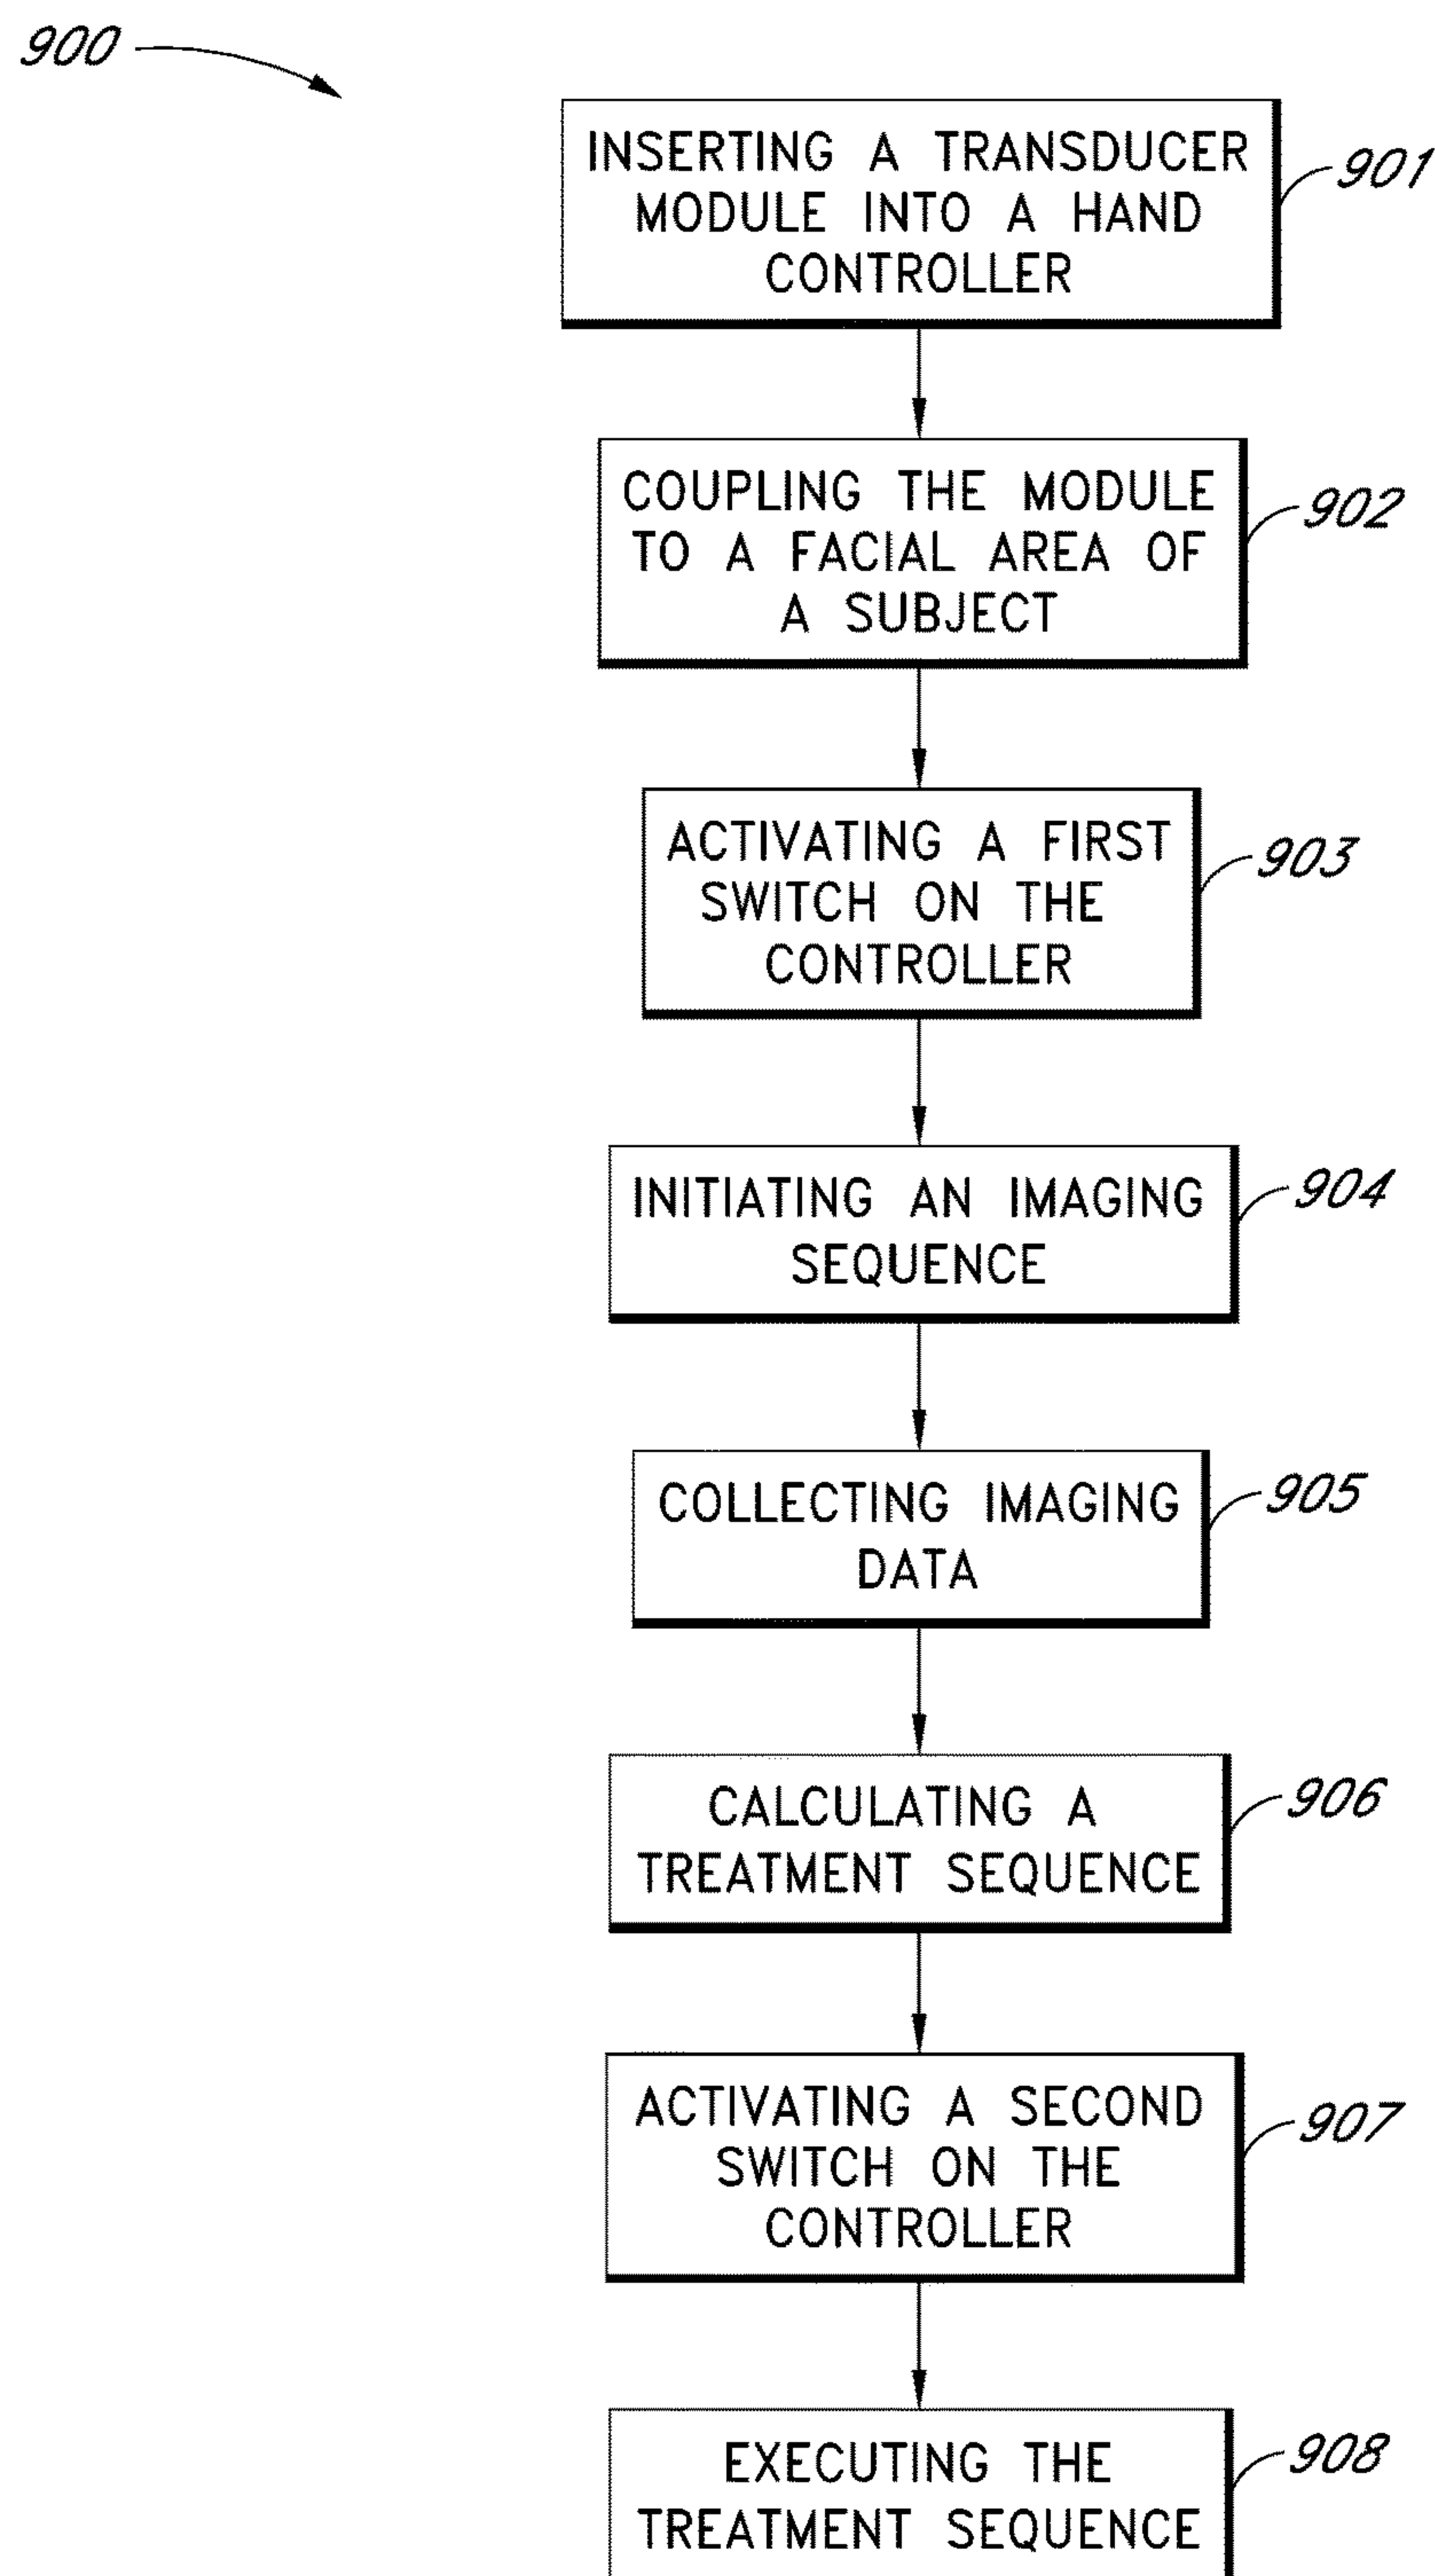 900
INSERTING A TRANSDUCER
MODULE INTO A HAND
CONTROLLER
901
COUPLING THE MODULE
TO A FACIAL AREA OF
A SUBJECT
902
ACTIVATING A FIRST
SWITCH ON THE
CONTROLLER
903
INITIATING AN IMAGING
SEQUENCE
904
COLLECTING IMAGING
DATA
905
CALCULATING A
TREATMENT SEQUENCE
906
ACTIVATING A SECOND
SWITCH ON THE
CONTROLLER
907
EXECUTING THE
TREATMENT SEQUENCE
908